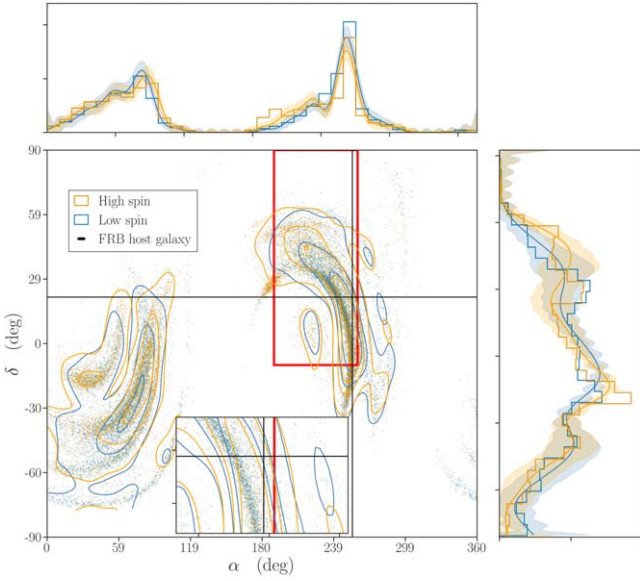 90
59
29
0
-30
-60
-90
δ (deg)
High spin
Low spin
FRB host galaxy
0 59 119 180 239 299 360
α (deg)